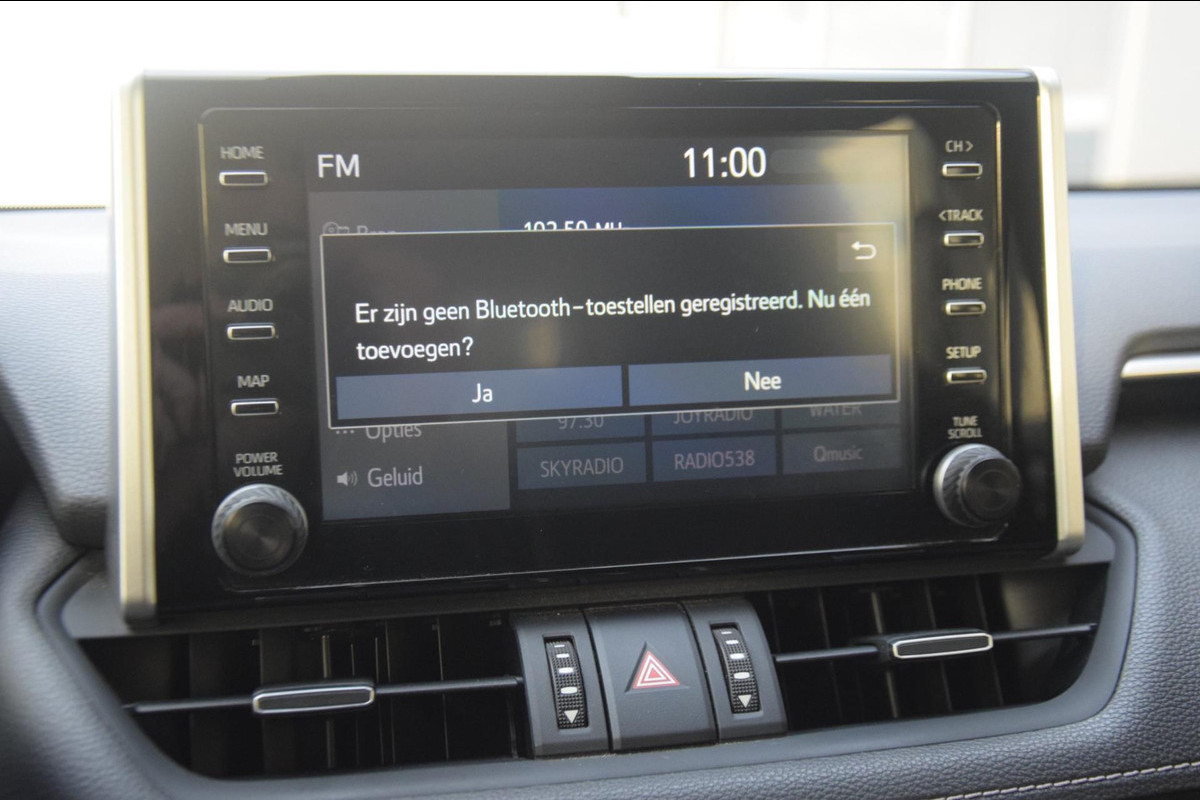 HOME
MENU
AUDIO
MAP
POWER
VOLUME
FM
11:00
Er zijn geen Bluetooth-toestellen geregistreerd. Nu één
toevoegen?
Ja
Nee
97.30
JOYRADIO
WATER
Opties
SKYRADIO
RADIO538
Qmusic
Geluid
CH>
<TRACK
PHONE
SETUP
TUNE
SCROLL